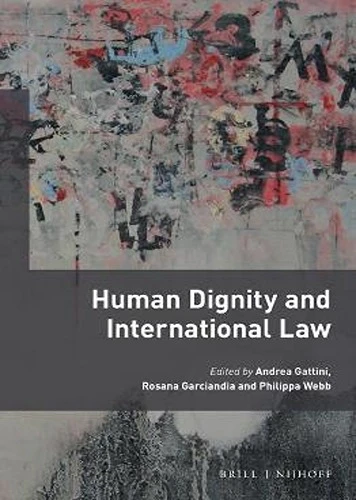 Human Dignity and
International Law
Edited by Andrea Gattini,
Rosana Garciandia and Philippa Webb
BRILL | NIJHOFF